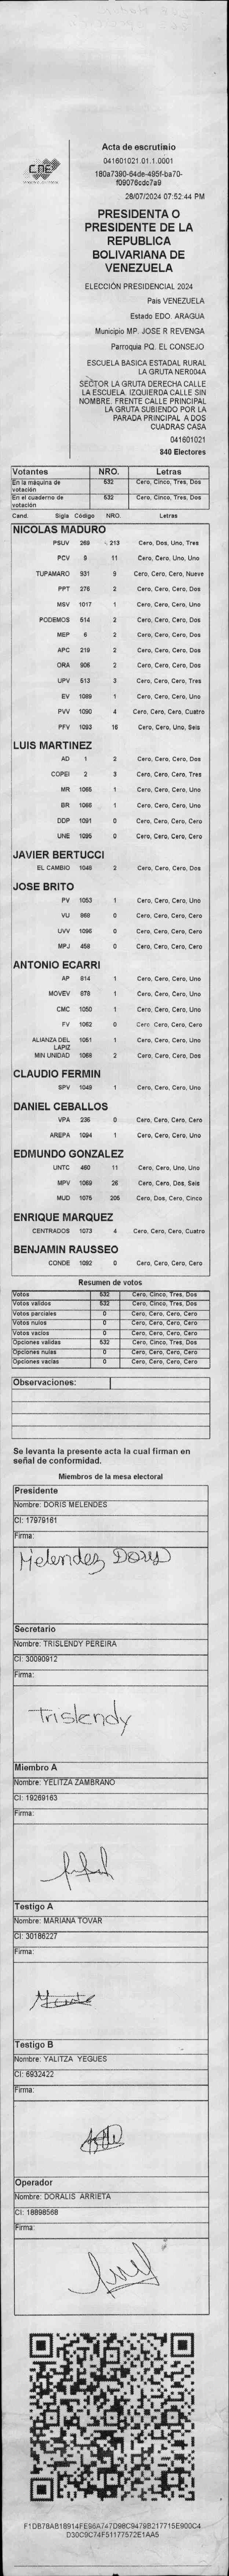 Acta de escrutinio
041601021.01.1.0001
180a7390-64de-495f-ba70-
f09076cdc7a9
28/07/2024 07:52:44 PM
CNE
PRESIDENTA O
PRESIDENTE DE LA
REPUBLICA
BOLIVARIANA DE
VENEZUELA
ELECCIÓN PRESIDENCIAL 2024
Pais VENEZUELA
Estado EDO. ARAGUA
Municipio MP. JOSE R REVENGA
Parroquia PQ. EL CONSEJO
ESCUELA BASICA ESTADAL RURAL
LA GRUTA NER004A
SECTOR LA GRUTA DERECHA CALLE
LA ESCUELA IZQUIERDA CALLE SIN
NOMBRE FRENTE CALLE PRINCIPAL
LA GRUTA SUBIENDO POR LA
PARADA PRINCIPAL A DOS
CUADRAS CASA
041601021
840 Electores
Votantes NRO. Letras
En la máquina de votación 532 Cero, Cinco, Tres, Dos
En el cuaderno de votación 532 Cero, Cinco, Tres, Dos
Cand. Sigla Código NRO. Letras
NICOLAS MADURO
PSUV 269 213 Cero, Dos, Uno, Tres
PCV 9 11 Cero, Cero, Uno, Uno
TUPAMARO 931 9 Cero, Cero, Cero, Nueve
PPT 276 2 Cero, Cero, Cero, Dos
MSV 1017 1 Cero, Cero, Cero, Uno
PODEMOS 514 2 Cero, Cero, Cero, Dos
MEP 6 2 Cero, Cero, Cero, Dos
APC 219 2 Cero, Cero, Cero, Dos
ORA 906 2 Cero, Cero, Cero, Dos
UPV 513 3 Cero, Cero, Cero, Tres
EV 1089 1 Cero, Cero, Cero, Uno
PVV 1090 4 Cero, Cero, Cero, Cuatro
PFV 1093 16 Cero, Cero, Uno, Seis
LUIS MARTINEZ
AD 1 2 Cero, Cero, Cero, Dos
COPEI 2 3 Cero, Cero, Cero, Tres
MR 1065 1 Cero, Cero, Cero, Uno
BR 1066 1 Cero, Cero, Cero, Uno
DDP 1091 0 Cero, Cero, Cero, Cero
UNE 1095 0 Cero, Cero, Cero, Cero
JAVIER BERTUCCI
EL CAMBIO 1048 2 Cero, Cero, Cero, Dos
JOSE BRITO
PV 1053 1 Cero, Cero, Cero, Uno
VU 868 0 Cero, Cero, Cero, Cero
UVV 1096 0 Cero, Cero, Cero, Cero
MPJ 458 0 Cero, Cero, Cero, Cero
ANTONIO ECARRI
AP 814 1 Cero, Cero, Cero, Uno
MOVEV 878 1 Cero, Cero, Cero, Uno
CMC 1050 1 Cero, Cero, Cero, Uno
FV 1062 0 Cero, Cero, Cero, Cero
ALIANZA DEL LAPIZ 1051 1 Cero, Cero, Cero, Uno
MIN UNIDAD 1068 2 Cero, Cero, Cero, Dos
CLAUDIO FERMIN
SPV 1049 1 Cero, Cero, Cero, Uno
DANIEL CEBALLOS
VPA 236 0 Cero, Cero, Cero, Cero
AREPA 1094 1 Cero, Cero, Cero, Uno
EDMUNDO GONZALEZ
UNTC 460 11 Cero, Cero, Uno, Uno
MPV 1069 26 Cero, Cero, Dos, Seis
MUD 1075 205 Cero, Dos, Cero, Cinco
ENRIQUE MARQUEZ
CENTRADOS 1073 4 Cero, Cero, Cero, Cuatro
BENJAMIN RAUSSEO
CONDE 1092 0 Cero, Cero, Cero, Cero
Resumen de votos
Votos 532 Cero, Cinco, Tres, Dos
Votos validos 532 Cero, Cinco, Tres, Dos
Votos parciales 0 Cero, Cero, Cero, Cero
Votos nulos 0 Cero, Cero, Cero, Cero
Votos vacíos 0 Cero, Cero, Cero, Cero
Opciones validas 532 Cero, Cinco, Tres, Dos
Opciones nulas 0 Cero, Cero, Cero, Cero
Opciones vacías 0 Cero, Cero, Cero, Cero
Observaciones:
Se levanta la presente acta la cual firman en
señal de conformidad.
Miembros de la mesa electoral
Presidente
Nombre: DORIS MELENDES
CI: 17979161
Firma:
Melendez Doris
Secretario
Nombre: TRISLENDY PEREIRA
CI: 30090912
Firma:
Trislendy
Miembro A
Nombre: YELITZA ZAMBRANO
CI: 19269163
Firma:
Testigo A
Nombre: MARIANA TOVAR
CI: 30186227
Firma:
Testigo B
Nombre: YALITZA YEGUES
CI: 6932422
Firma:
Operador
Nombre: DORALIS ARRIETA
CI: 18898568
Firma:
F1DB78AB18914FE96A747D98C9479B217715E900C4
D30C9C74F51177572E1AA5